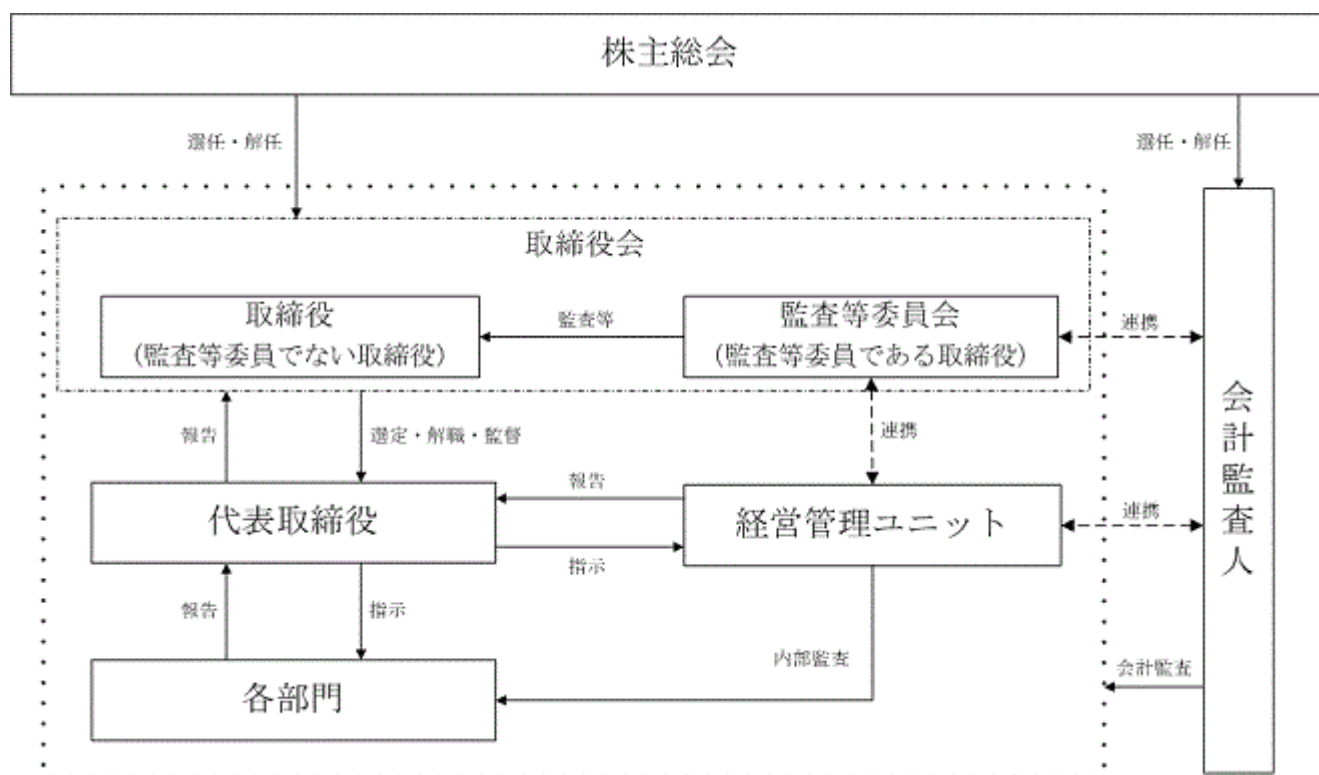 株主総会
選任・解任
選任・解任
取締役会
取締役
(監査等委員でない取締役)
監査等
監査等委員会
(監査等委員である取締役)
連携
報告
選定・解職・監督
連携
代表取締役
報告
指示
経営管理ユニット
連携
会計監査人
報告
指示
各部門
内部監査
会計監査